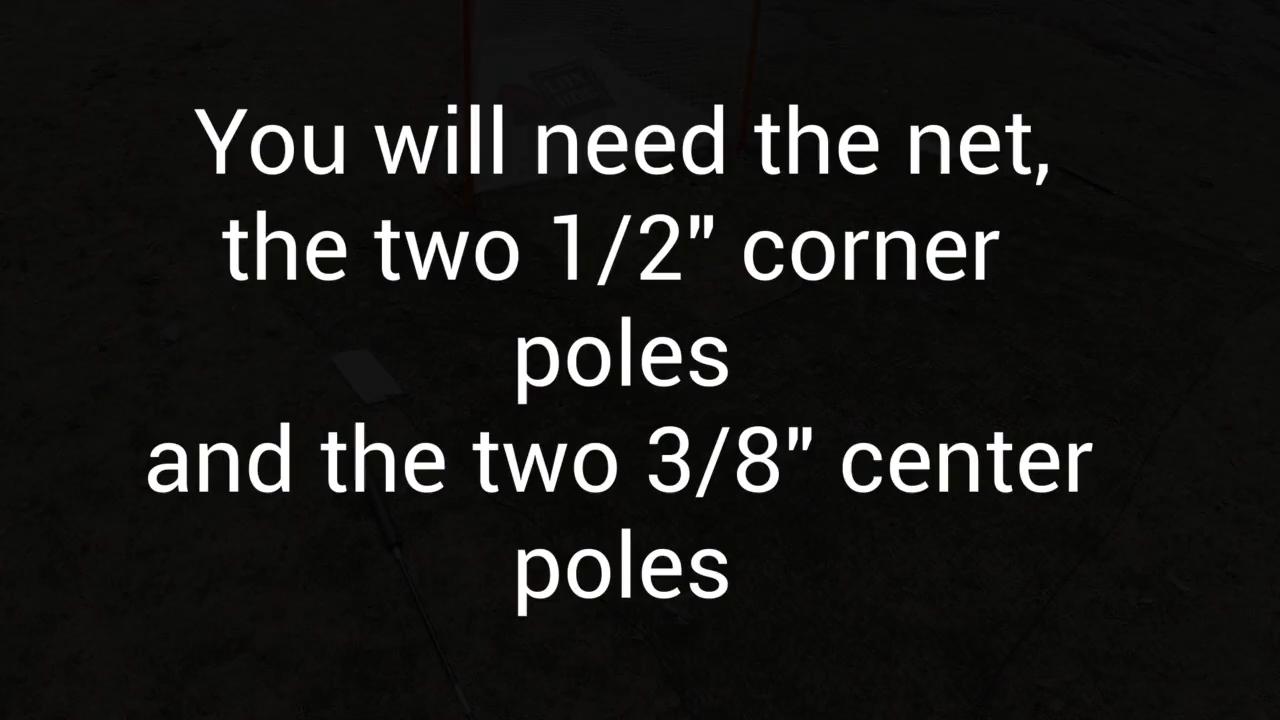 You will need the net,
the two 1/2" corner
poles
and the two 3/8" center
poles